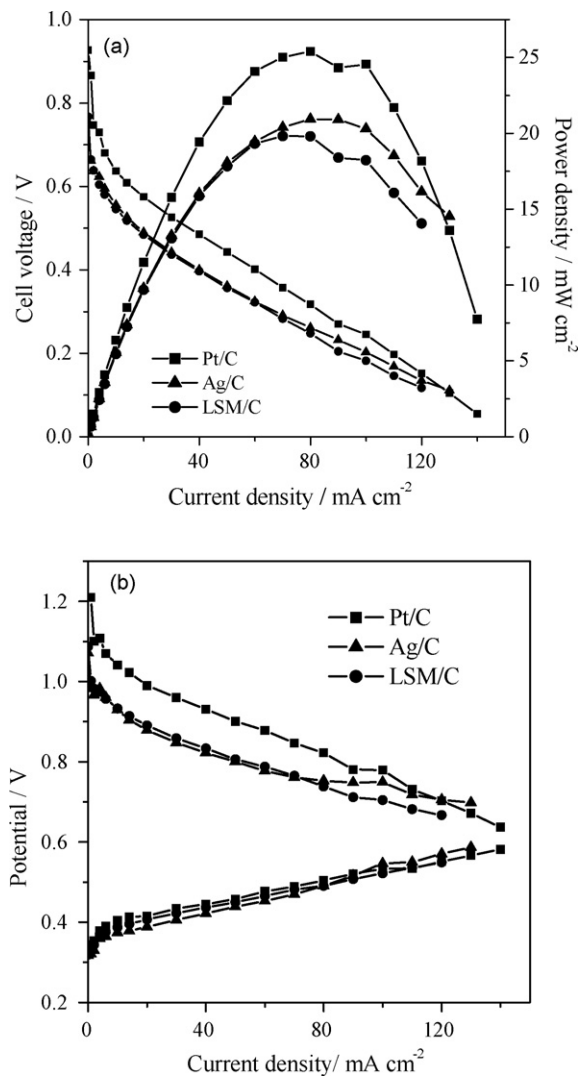 (a)
1.0
0.8
0.6
0.4
0.2
0.0
Cell voltage / V
25
20
15
10
5
0
Power density / mW cm⁻²
Pt/C
Ag/C
LSM/C
0 40 80 120
Current density / mA cm⁻²
(b)
1.2
1.0
0.8
0.6
0.4
0.2
Potential / V
Pt/C
Ag/C
LSM/C
0 40 80 120
Current density/ mA cm⁻²